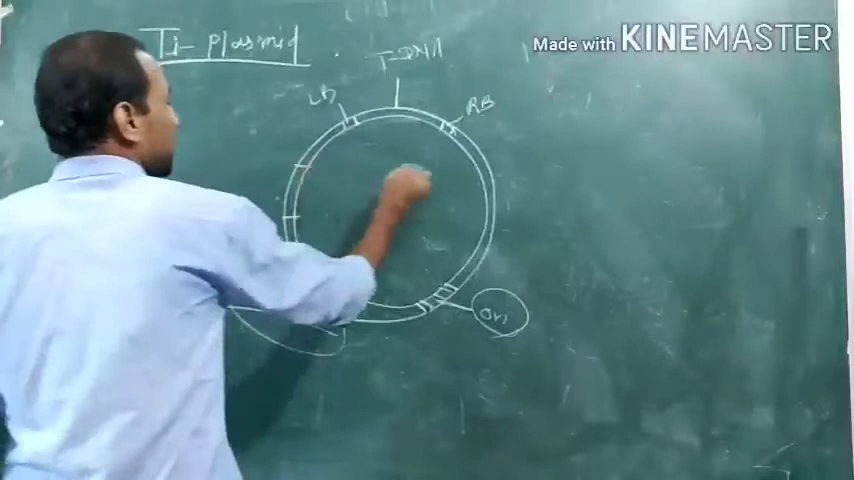 Ti-plasmid
Made with KINEMASTER
T-DNA
LB
RB
Ori